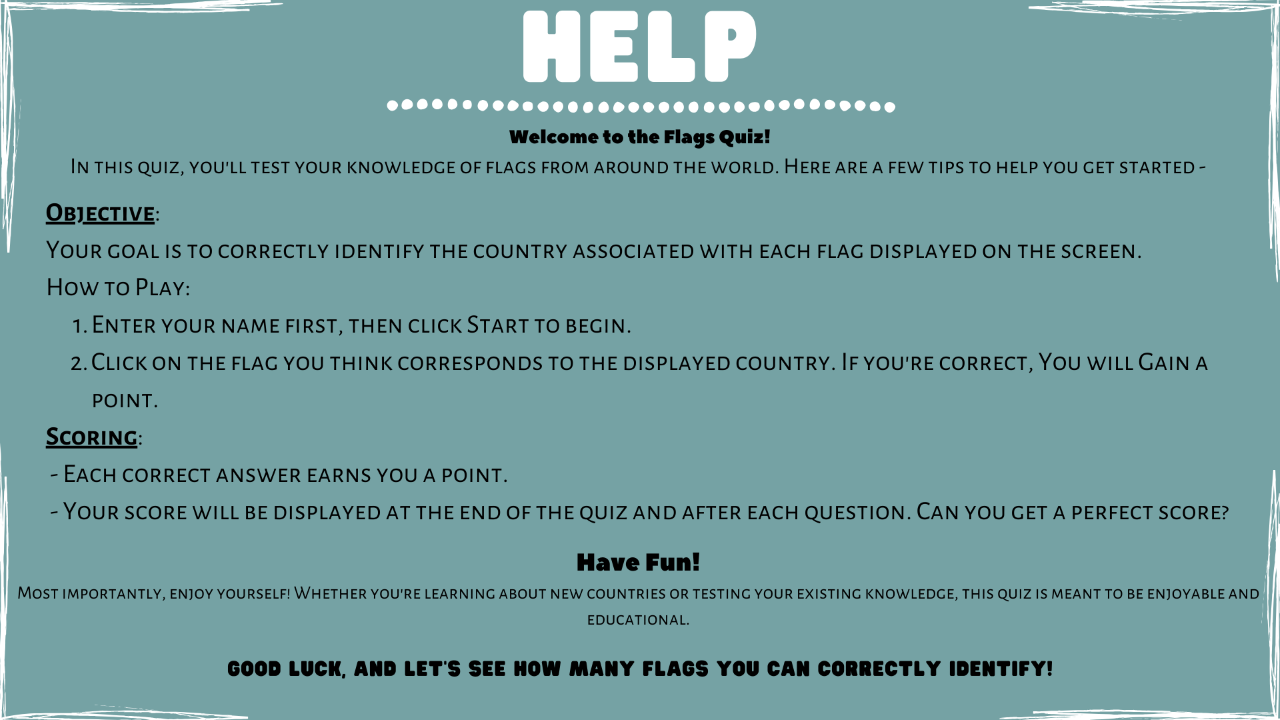 HELP
Welcome to the Flags Quiz!
In this quiz, you'll test your knowledge of flags from around the world. Here are a few tips to help you get started -
Objective:
Your goal is to correctly identify the country associated with each flag displayed on the screen.
How to Play:
1. Enter your name first, then click Start to begin.
2. Click on the flag you think corresponds to the displayed country. If you're correct, You will Gain a
point.
Scoring:
- Each correct answer earns you a point.
- Your score will be displayed at the end of the quiz and after each question. Can you get a perfect score?
Have Fun!
Most importantly, enjoy yourself! Whether you're learning about new countries or testing your existing knowledge, this quiz is meant to be enjoyable and
educational.
GOOD LUCK, AND LET'S SEE HOW MANY FLAGS YOU CAN CORRECTLY IDENTIFY!